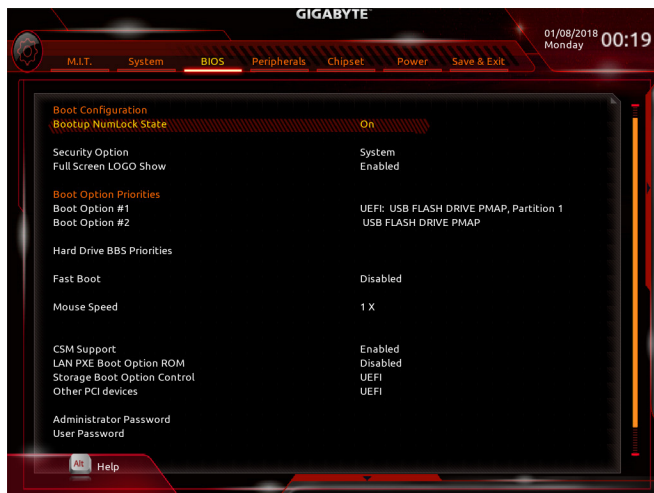 GIGABYTE™
01/08/2018 00:19
Monday
M.I.T. System BIOS Peripherals Chipset Power Save & Exit
Boot Configuration
Bootup NumLock State On
Security Option System
Full Screen LOGO Show Enabled
Boot Option Priorities
Boot Option #1 UEFI: USB FLASH DRIVE PMAP, Partition 1
Boot Option #2 USB FLASH DRIVE PMAP
Hard Drive BBS Priorities
Fast Boot Disabled
Mouse Speed 1 X
CSM Support Enabled
LAN PXE Boot Option ROM Disabled
Storage Boot Option Control UEFI
Other PCI devices UEFI
Administrator Password
User Password
Alt Help